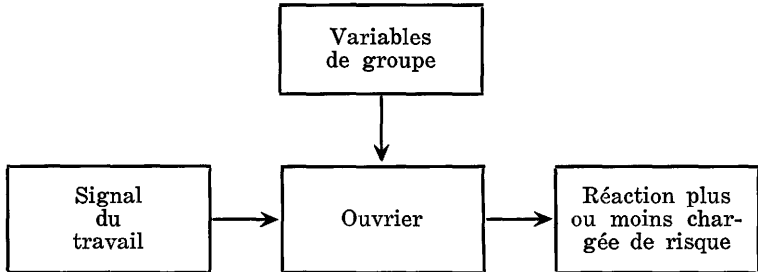 Variables
de groupe
Signal
du
travail
Ouvrier
Réaction plus
ou moins char-
gée de risque